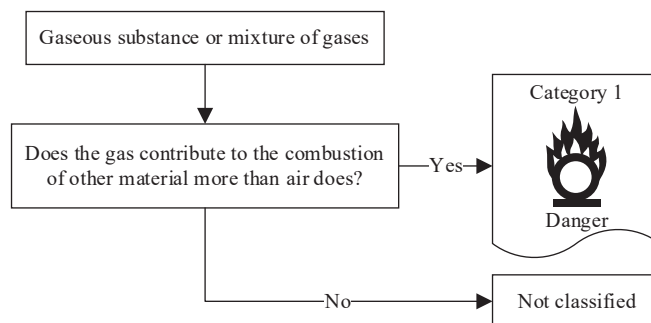 Gaseous substance or mixture of gases
Does the gas contribute to the combustion
of other material more than air does?
Yes
Category 1
Danger
No
Not classified